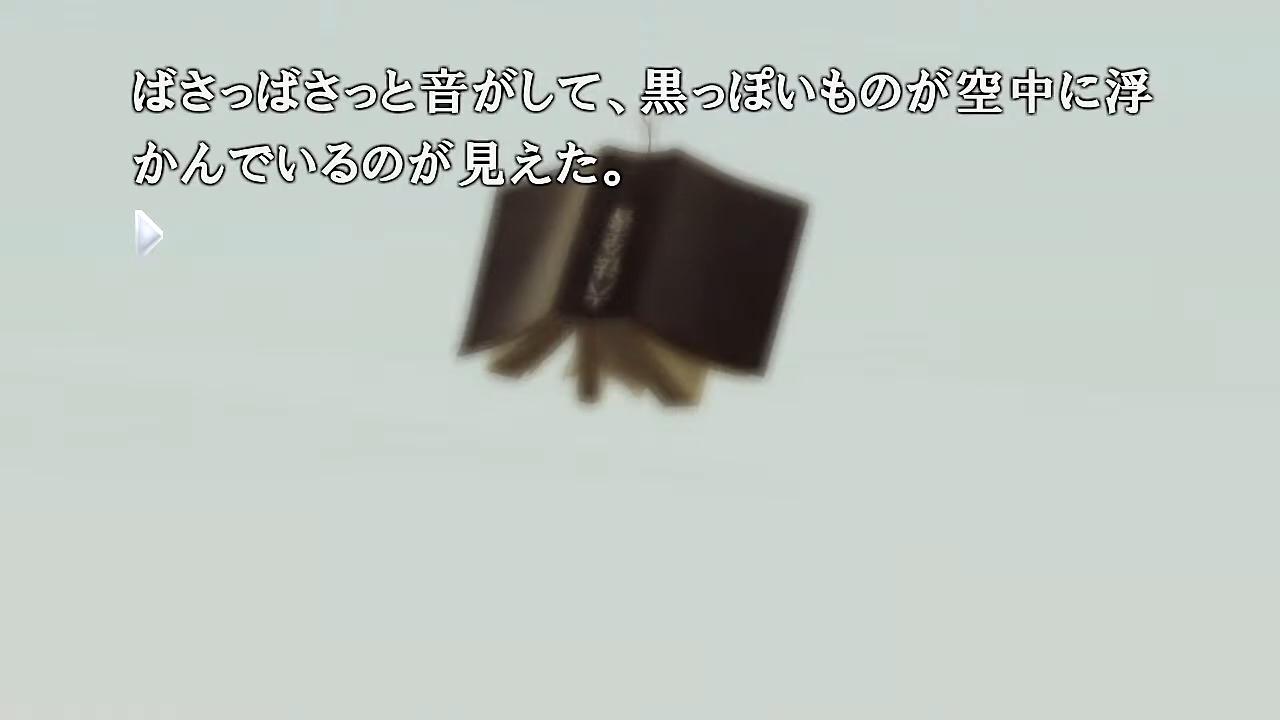 ばさっばさっと音がして、黒っぽいものが空中に浮
かんでいるのが見えた。